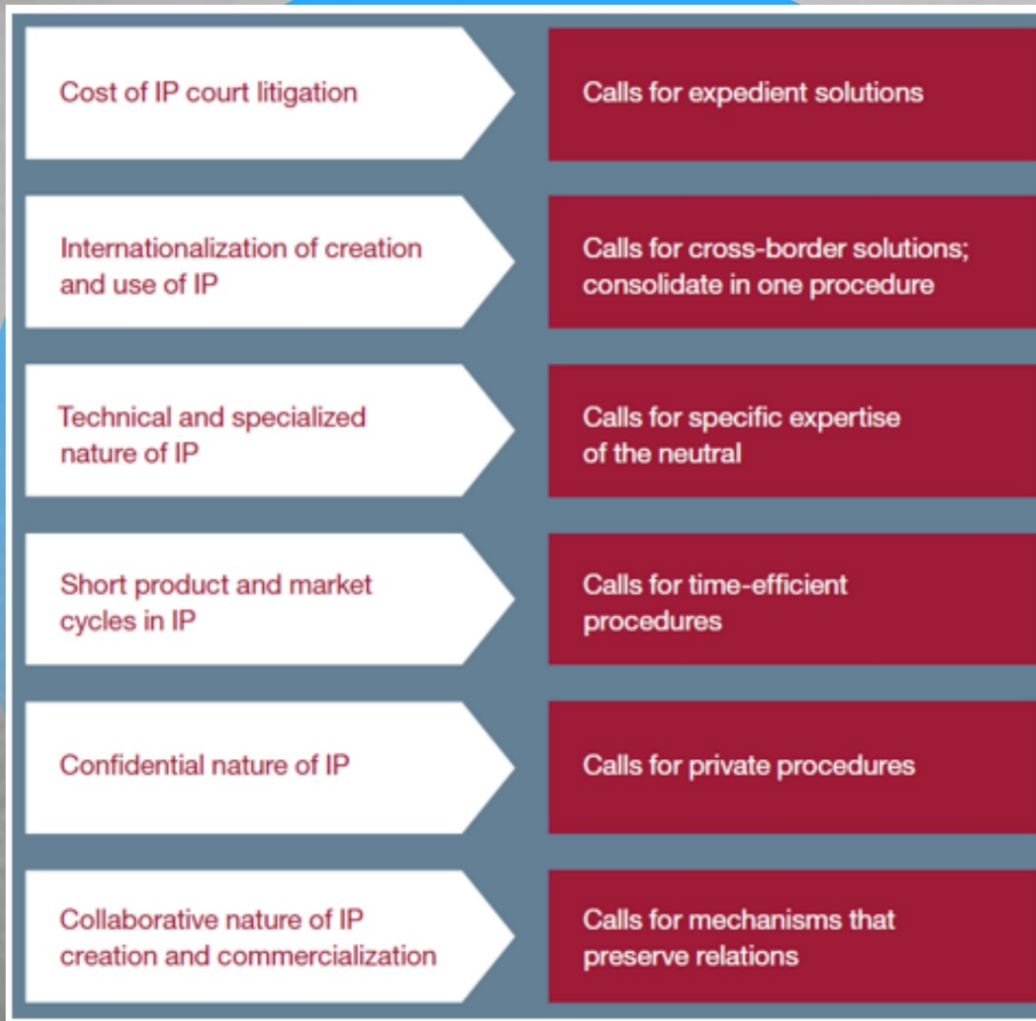 Cost of IP court litigation
Calls for expedient solutions
Internationalization of creation
and use of IP
Calls for cross-border solutions;
consolidate in one procedure
Technical and specialized
nature of IP
Calls for specific expertise
of the neutral
Short product and market
cycles in IP
Calls for time-efficient
procedures
Confidential nature of IP
Calls for private procedures
Collaborative nature of IP
creation and commercialization
Calls for mechanisms that
preserve relations